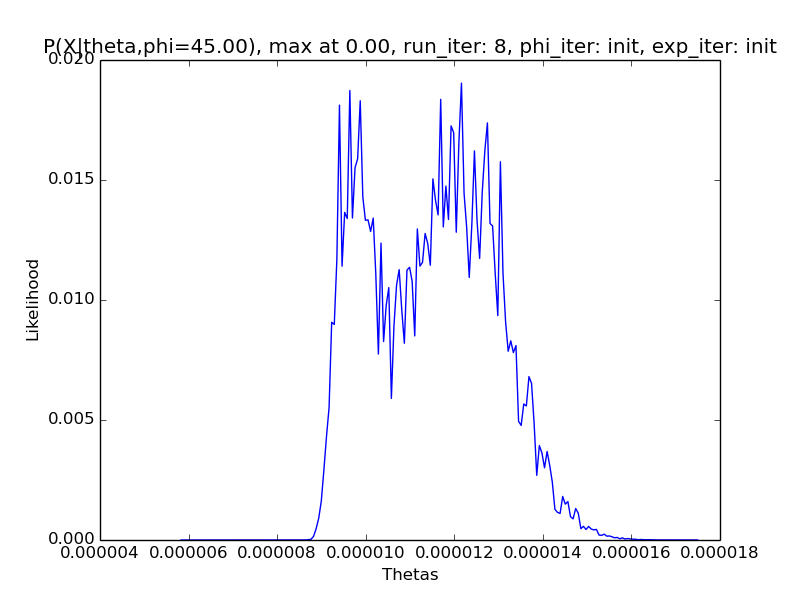 P(X|theta,phi=45.00), max at 0.00, run_iter: 8, phi_iter: init, exp_iter: init
0.020
0.015
0.010
0.005
0.000
Likelihood
0.000004 0.000006 0.000008 0.000010 0.000012 0.000014 0.000016 0.000018
Thetas